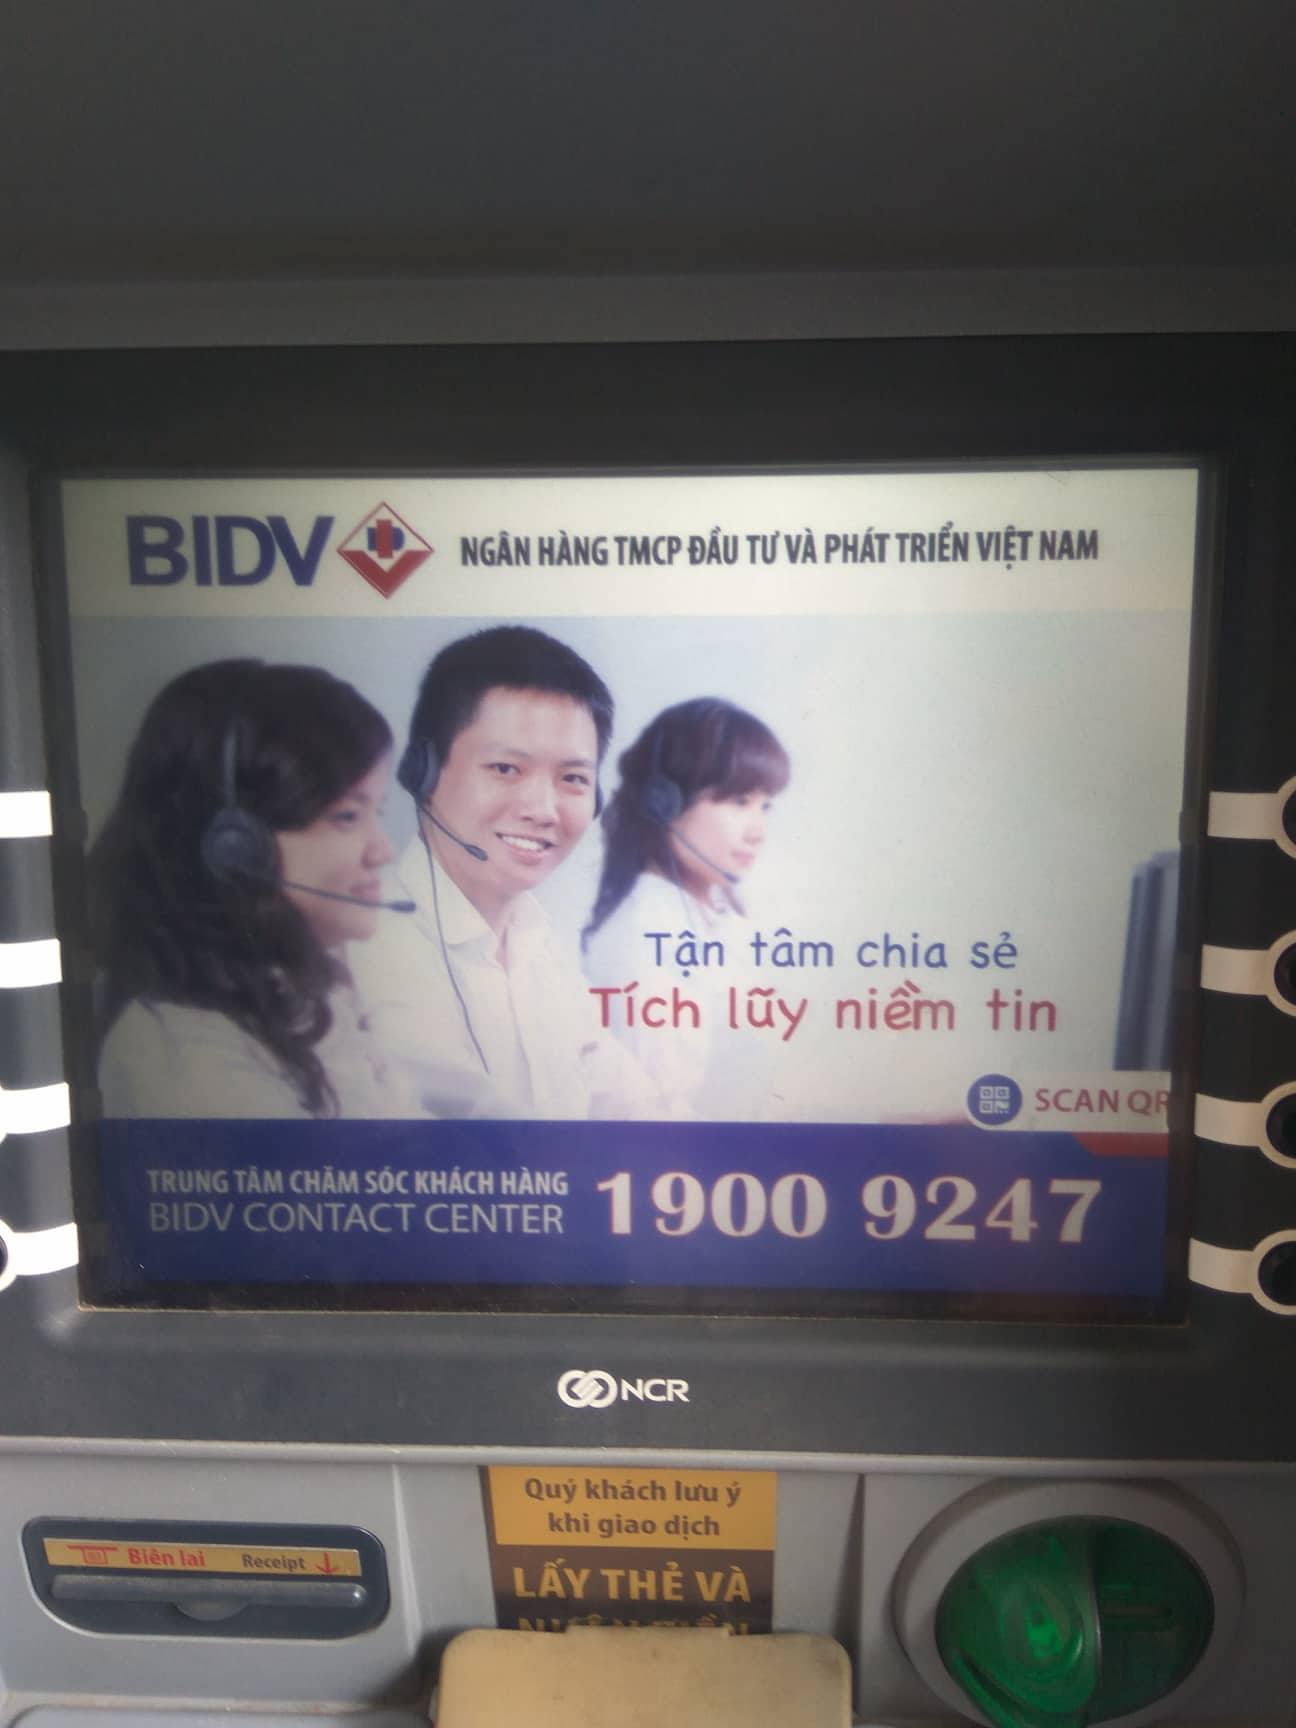 BIDV
NGÂN HÀNG TMCP ĐẦU TƯ VÀ PHÁT TRIỂN VIỆT NAM
Tận tâm chia sẻ
Tích lũy niềm tin
SCAN QR
TRUNG TÂM CHĂM SÓC KHÁCH HÀNG
BIDV CONTACT CENTER
1900 9247
NCR
Quý khách lưu ý
khi giao dịch
LẤY THẺ VÀ
Biên lai Receipt